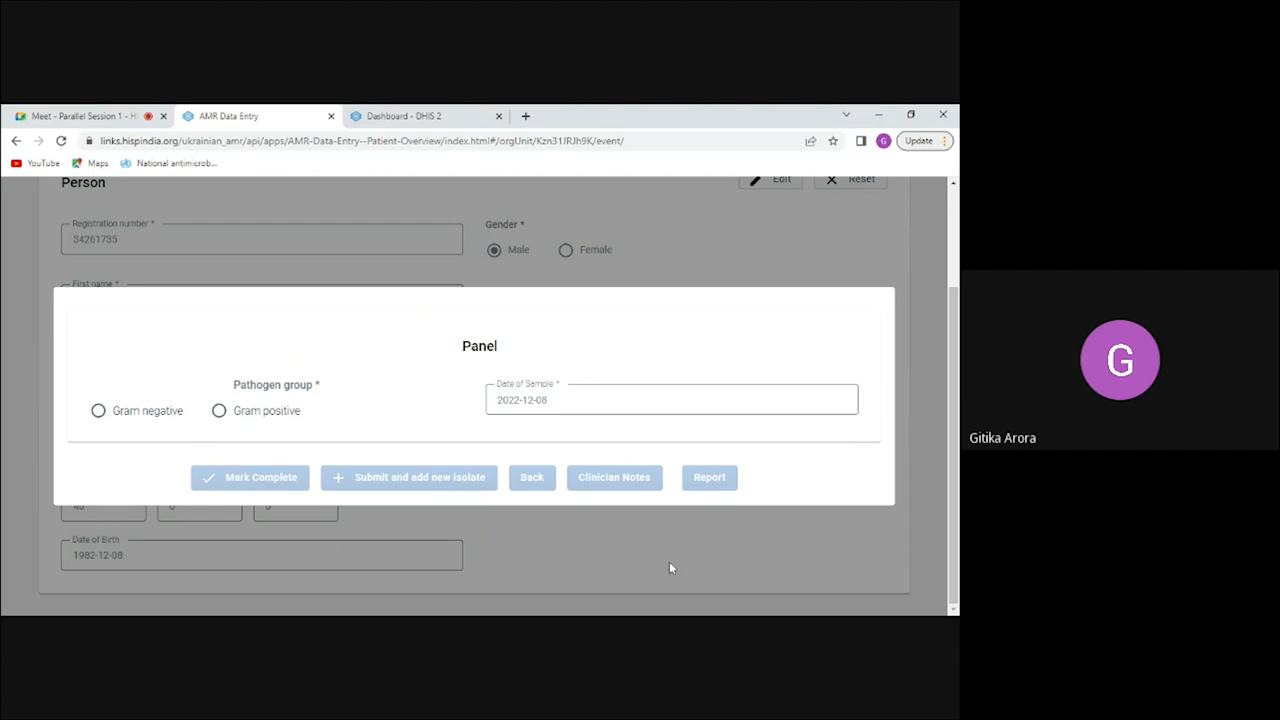 Meet - Parallel Session 1 - H
AMR Data Entry
Dashboard - DHIS 2
links.hispindia.org/ukrainian_amr/api/apps/AMR-Data-Entry--Patient-Overview/index.html#/orgUnit/Kzn31JRJh9K/event/
G
Update
YouTube
Maps
National antimicrob...
Person
Edit
Reset
Registration number *
34261735
Gender *
Male
Female
First name *
Panel
Pathogen group *
Gram negative
Gram positive
Date of Sample *
2022-12-08
Mark Complete
Submit and add new isolate
Back
Clinician Notes
Report
40
0
0
Date of Birth
1982-12-08
G
Gitika Arora